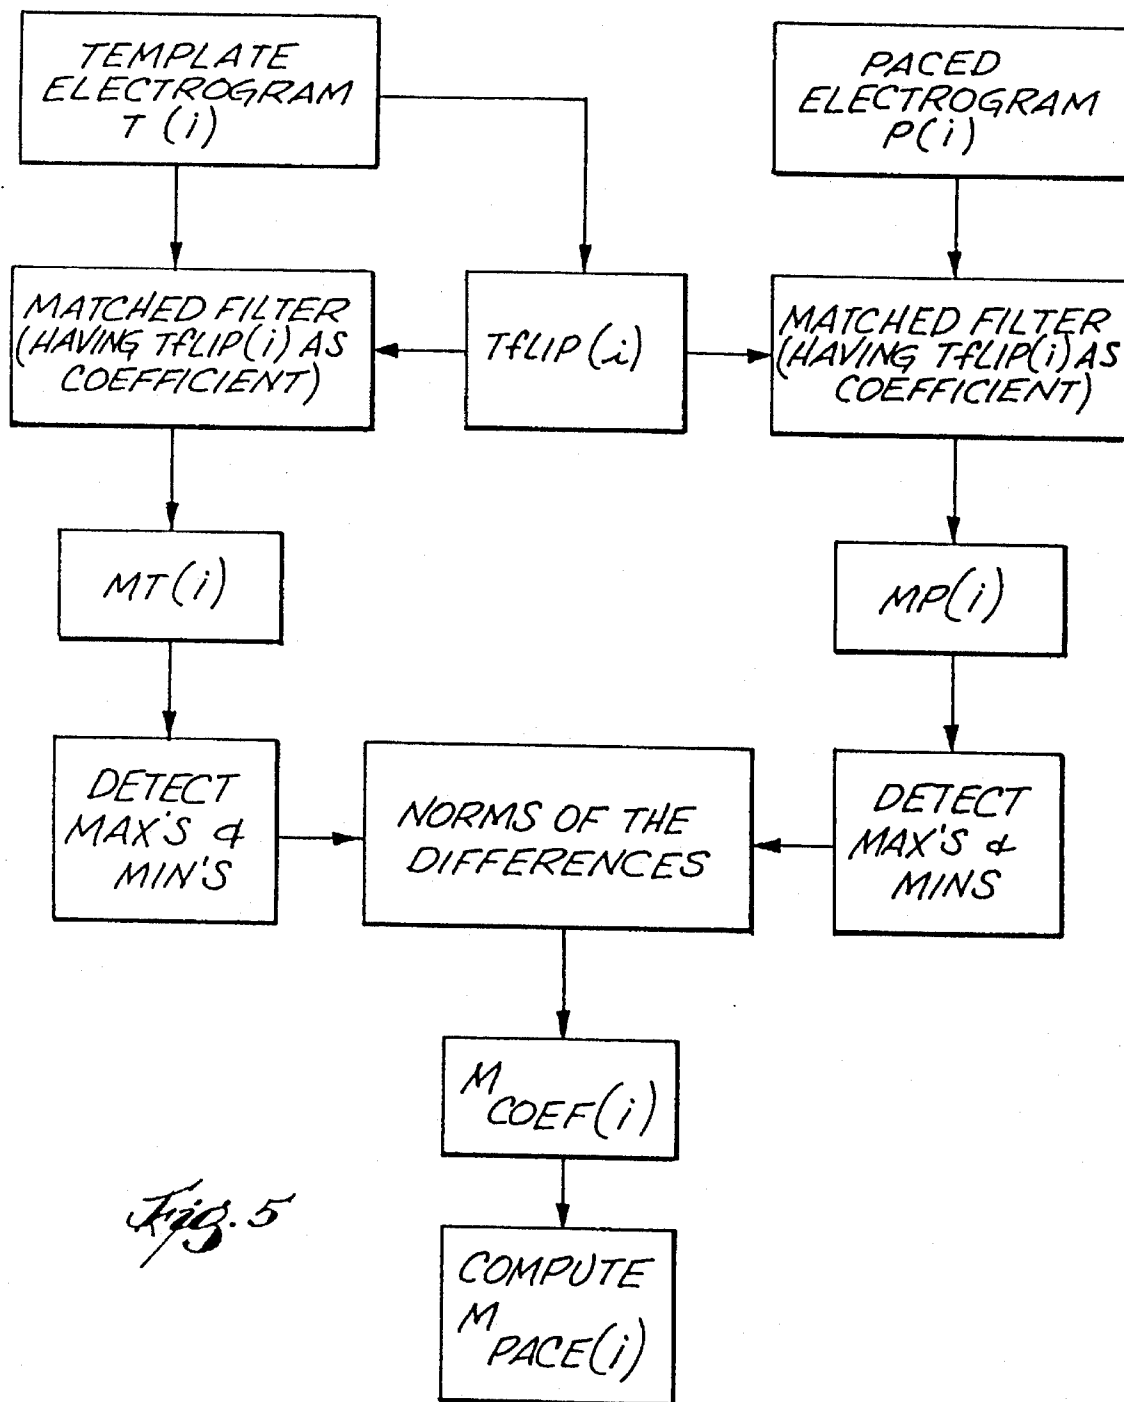 TEMPLATE
ELECTROGRAM
T(i)
PACED
ELECTROGRAM
P(i)
MATCHED FILTER
(HAVING TfLIP(i) AS
COEFFICIENT)
TfLIP(i)
MATCHED FILTER
(HAVING TfLIP(i) AS
COEFFICIENT)
MT(i)
MP(i)
DETECT
MAX'S &
MIN'S
NORMS OF THE
DIFFERENCES
DETECT
MAX'S &
MINS
M
COEF(i)
Fig. 5
COMPUTE
M
PACE(i)